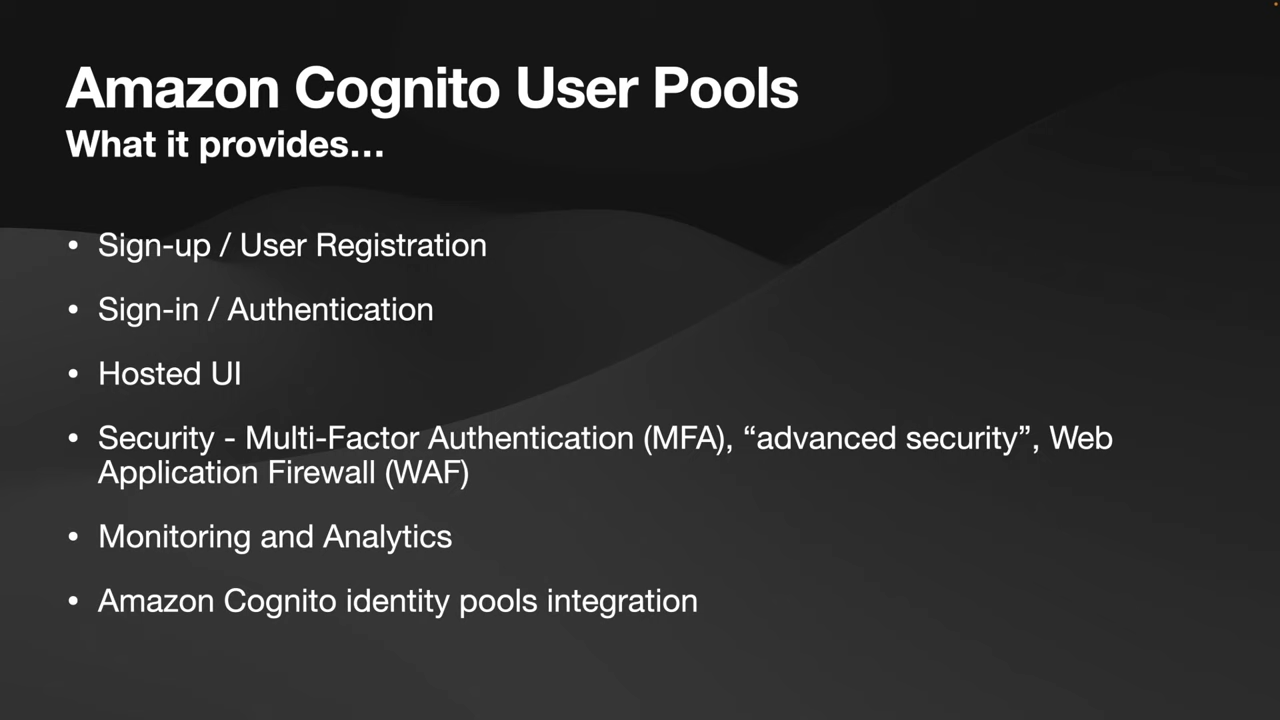 Amazon Cognito User Pools
What it provides...
• Sign-up / User Registration
• Sign-in / Authentication
• Hosted UI
• Security - Multi-Factor Authentication (MFA), “advanced security”, Web
Application Firewall (WAF)
• Monitoring and Analytics
• Amazon Cognito identity pools integration